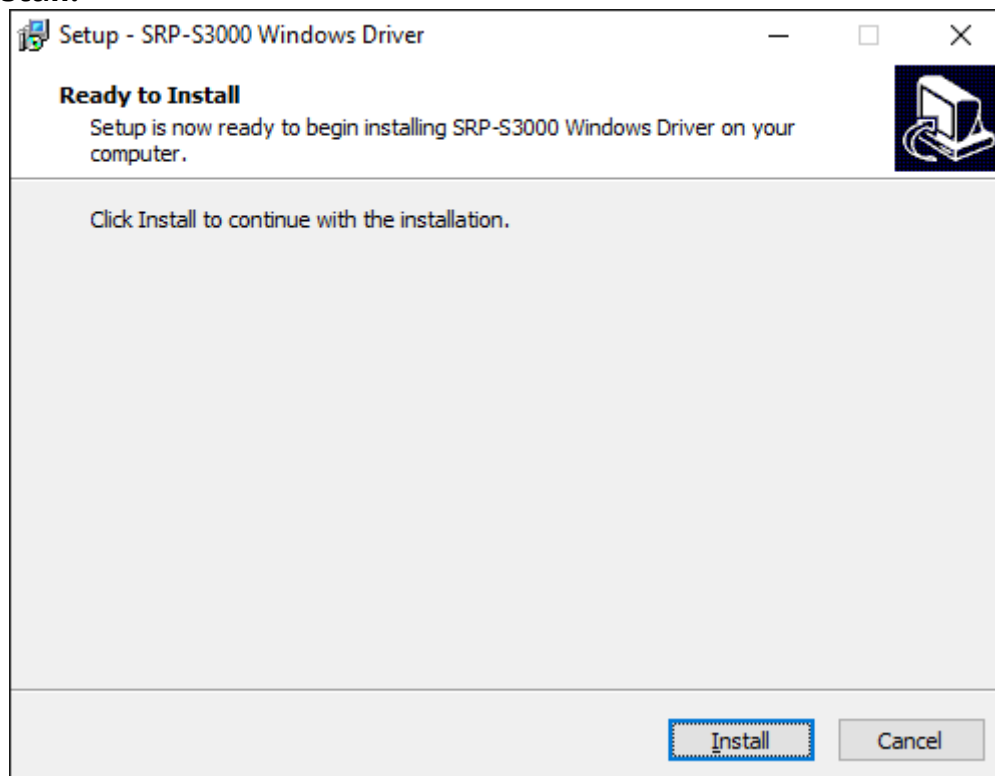 Setup - SRP-S3000 Windows Driver
Ready to Install
Setup is now ready to begin installing SRP-S3000 Windows Driver on your
computer.
Click Install to continue with the installation.
Install
Cancel